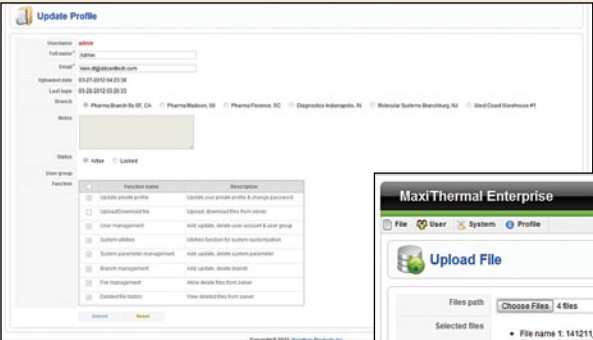 Update Profile
Username admin
Full name* Admin
Email*
Uploaded date 03-27-2012 04:23:38
Last login 03-28-2012 03:20:33
Branch Pharma Branch So SF, CA Pharma Madison, WI Pharma Florence, SC Diagnostics Indianapolis, IN Molecular Systems Branchburg, NJ West Coast Warehouse #1
Notes
Status Active Locked
User group
Function
Function name Description
Update private profile Update your private profile & change password
Upload/Download file Upload, download files from server
User management Add, update, delete user account & user group
System utilities Utilities function for system customization
System parameter management Add, update, delete system parameter
Branch management Add, update, delete branch
File management Allow delete files from server
Deleted file history View deleted files from server
Submit Reset
MaxiThermal Enterprise
File User System Profile
Upload File
Files path Choose Files 4 files
Selected files
File name 1: 141211_